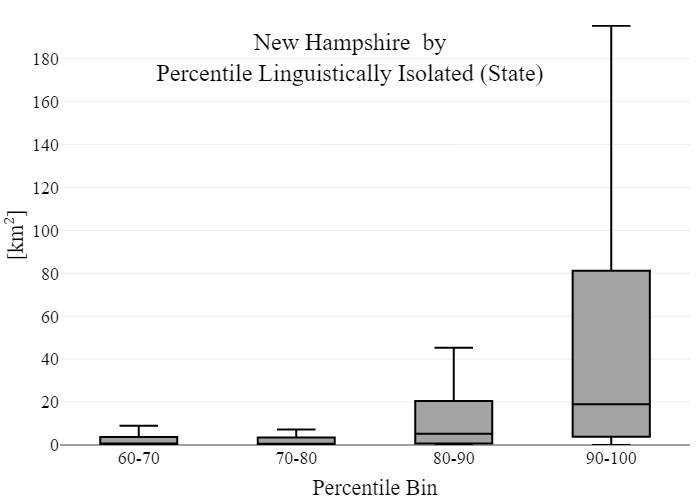 New Hampshire  by
Percentile Linguistically Isolated (State)
[km²]
180
160
140
120
100
80
60
40
20
0
60-70 70-80 80-90 90-100
Percentile Bin